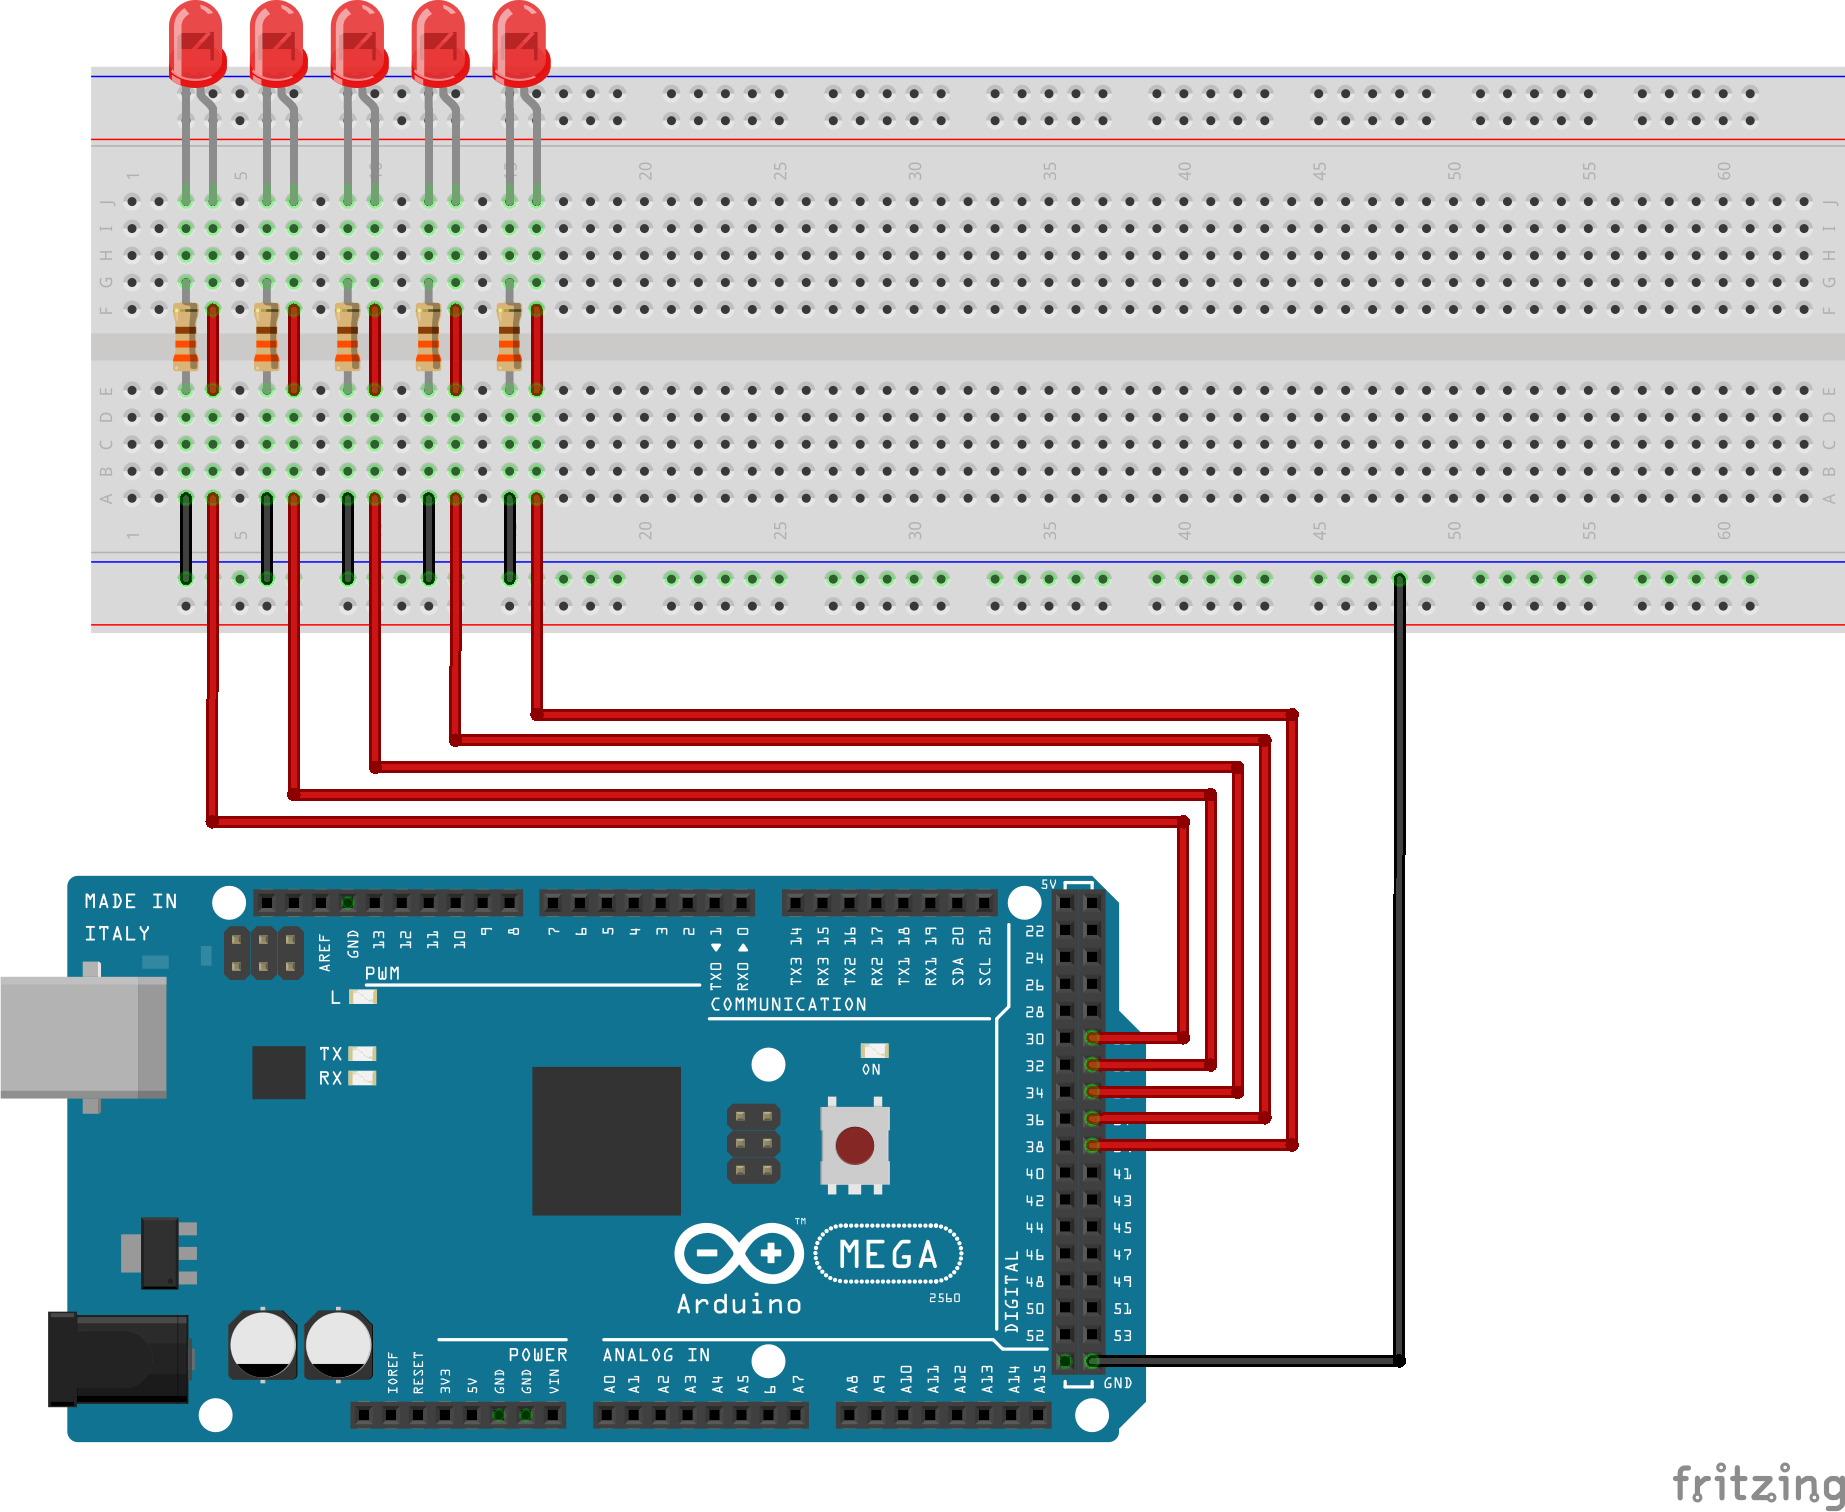 1 5 10 15 20 25 30 35 40 45 50 55 60
J J
I I
H H
G G
F F
E E
D D
C C
B B
A A
1 5 20 25 30 35 40 45 50 55 60
MADE IN
ITALY
AREF GND 13 12 11 10 9 8 7 6 5 4 3 2 TX0 1 RX0 0 TX3 14 RX3 15 TX2 16 RX2 17 TX1 18 RX1 19 SDA 20 SCL 21
5V
PWM
COMMUNICATION
L
TX
RX
ON
22
24
26
28
30
32
34
36
38
40 41
42 43
44 45
46 47
48 49
50 51
52 53
DIGITAL
GND
TM
MEGA
2560
Arduino
POWER
ANALOG IN
IOREF RESET 3V3 5V GND GND VIN A0 A1 A2 A3 A4 A5 6 A7 A8 A9 A10 A11 A12 A13 A14 A15
fritzing